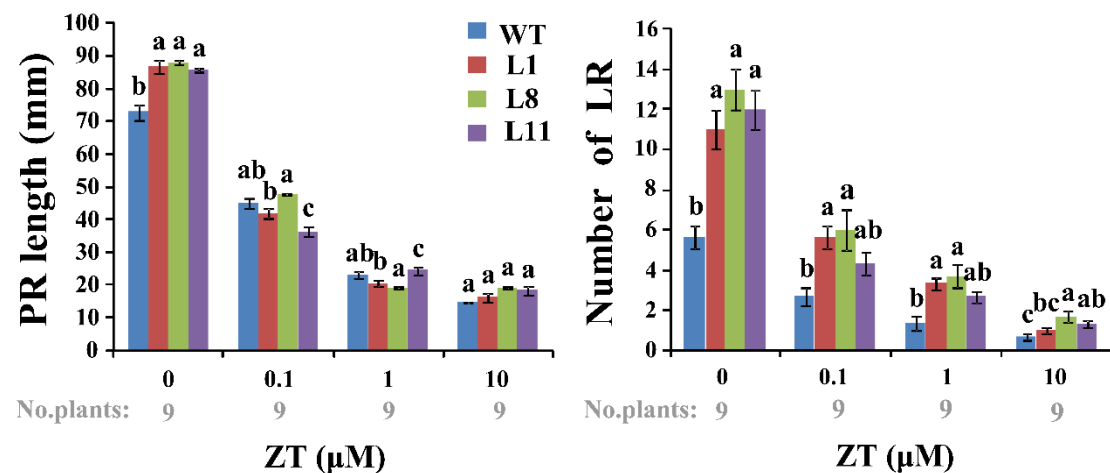 PR length (mm)
100
90
80
70
60
50
40
30
20
10
0
b a a a
ab b a c
ab b a c
a a a a
WT
L1
L8
L11
0 0.1 1 10
No.plants: 9 9 9 9
ZT (μM)
Number of LR
16
14
12
10
8
6
4
2
0
b a a a
b a a ab
b a a ab
c bc a ab
0 0.1 1 10
No.plants: 9 9 9 9
ZT (μM)